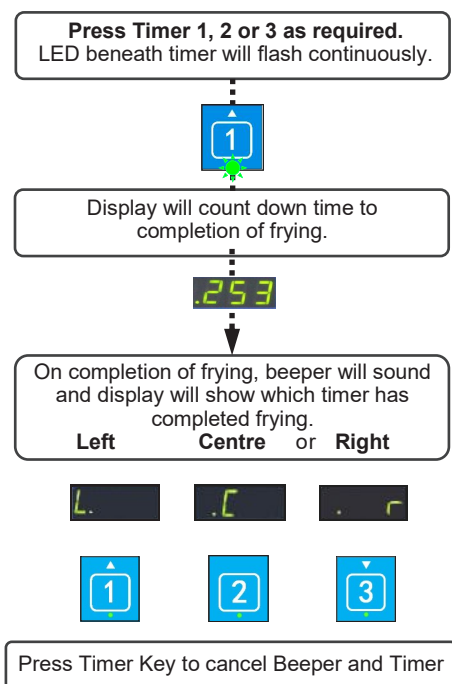 Press Timer 1, 2 or 3 as required.
LED beneath timer will flash continuously.
1
Display will count down time to
completion of frying.
.253
On completion of frying, beeper will sound
and display will show which timer has
completed frying.
Left Centre or Right
L. .C . r
1 2 3
Press Timer Key to cancel Beeper and Timer